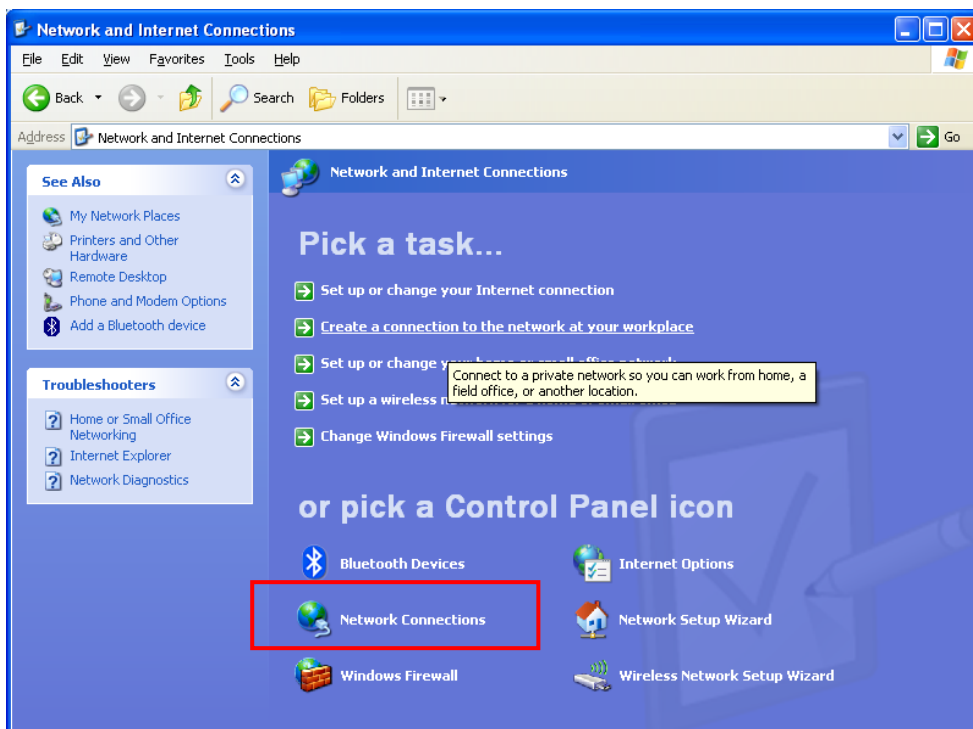 Network and Internet Connections
File Edit View Favorites Tools Help
Back Search Folders
Address Network and Internet Connections Go
See Also
My Network Places
Printers and Other
Hardware
Remote Desktop
Phone and Modem Options
Add a Bluetooth device
Troubleshooters
Home or Small Office
Networking
Internet Explorer
Network Diagnostics
Network and Internet Connections
Pick a task...
Set up or change your Internet connection
Create a connection to the network at your workplace
Set up or change
Connect to a private network so you can work from home, a
field office, or another location.
Set up a wireless
Change Windows Firewall settings
or pick a Control Panel icon
Bluetooth Devices
Internet Options
Network Connections
Network Setup Wizard
Windows Firewall
Wireless Network Setup Wizard